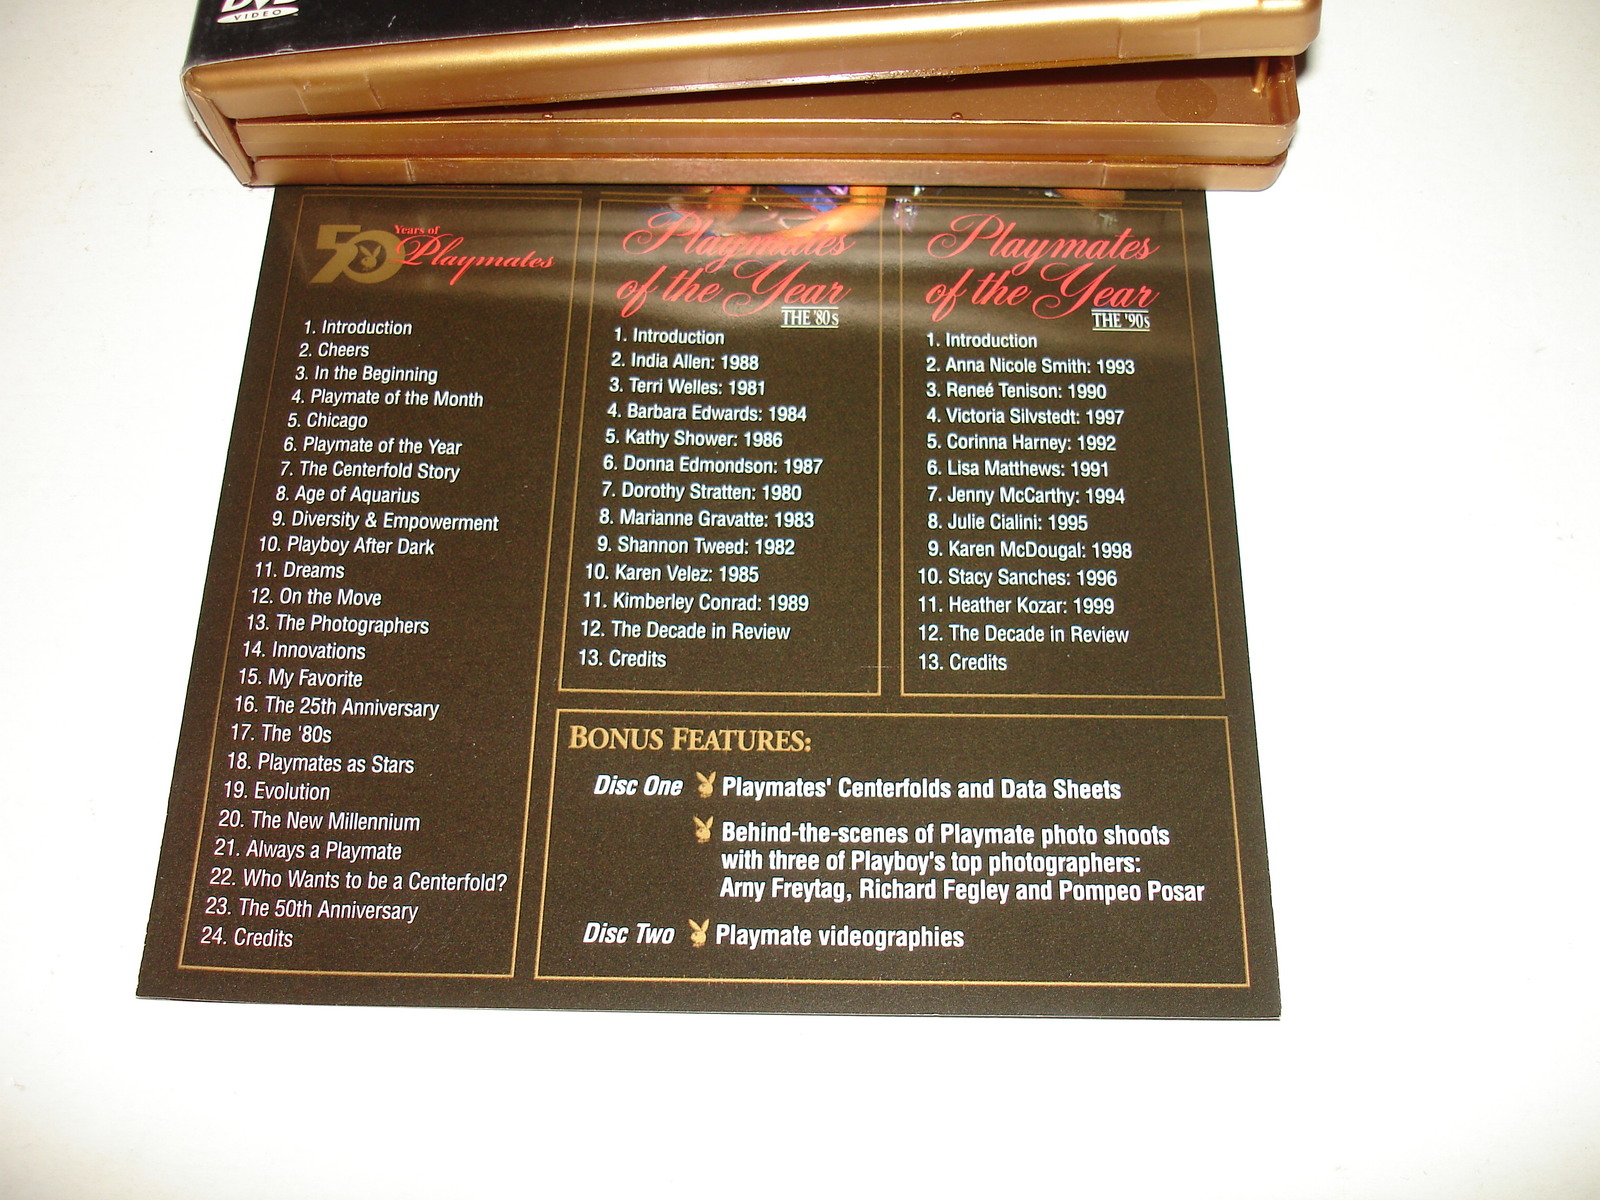 DVD
VIDEO
50 Years of
Playmates
1. Introduction
2. Cheers
3. In the Beginning
4. Playmate of the Month
5. Chicago
6. Playmate of the Year
7. The Centerfold Story
8. Age of Aquarius
9. Diversity & Empowerment
10. Playboy After Dark
11. Dreams
12. On the Move
13. The Photographers
14. Innovations
15. My Favorite
16. The 25th Anniversary
17. The '80s
18. Playmates as Stars
19. Evolution
20. The New Millennium
21. Always a Playmate
22. Who Wants to be a Centerfold?
23. The 50th Anniversary
24. Credits
Playmates
of the Year
THE '80s
1. Introduction
2. India Allen: 1988
3. Terri Welles: 1981
4. Barbara Edwards: 1984
5. Kathy Shower: 1986
6. Donna Edmondson: 1987
7. Dorothy Stratten: 1980
8. Marianne Gravatte: 1983
9. Shannon Tweed: 1982
10. Karen Velez: 1985
11. Kimberley Conrad: 1989
12. The Decade in Review
13. Credits
Playmates
of the Year
THE '90s
1. Introduction
2. Anna Nicole Smith: 1993
3. Reneé Tenison: 1990
4. Victoria Silvstedt: 1997
5. Corinna Harney: 1992
6. Lisa Matthews: 1991
7. Jenny McCarthy: 1994
8. Julie Cialini: 1995
9. Karen McDougal: 1998
10. Stacy Sanches: 1996
11. Heather Kozar: 1999
12. The Decade in Review
13. Credits
BONUS FEATURES:
Disc One Playmates' Centerfolds and Data Sheets
Behind-the-scenes of Playmate photo shoots
with three of Playboy's top photographers:
Arny Freytag, Richard Fegley and Pompeo Posar
Disc Two Playmate videographies